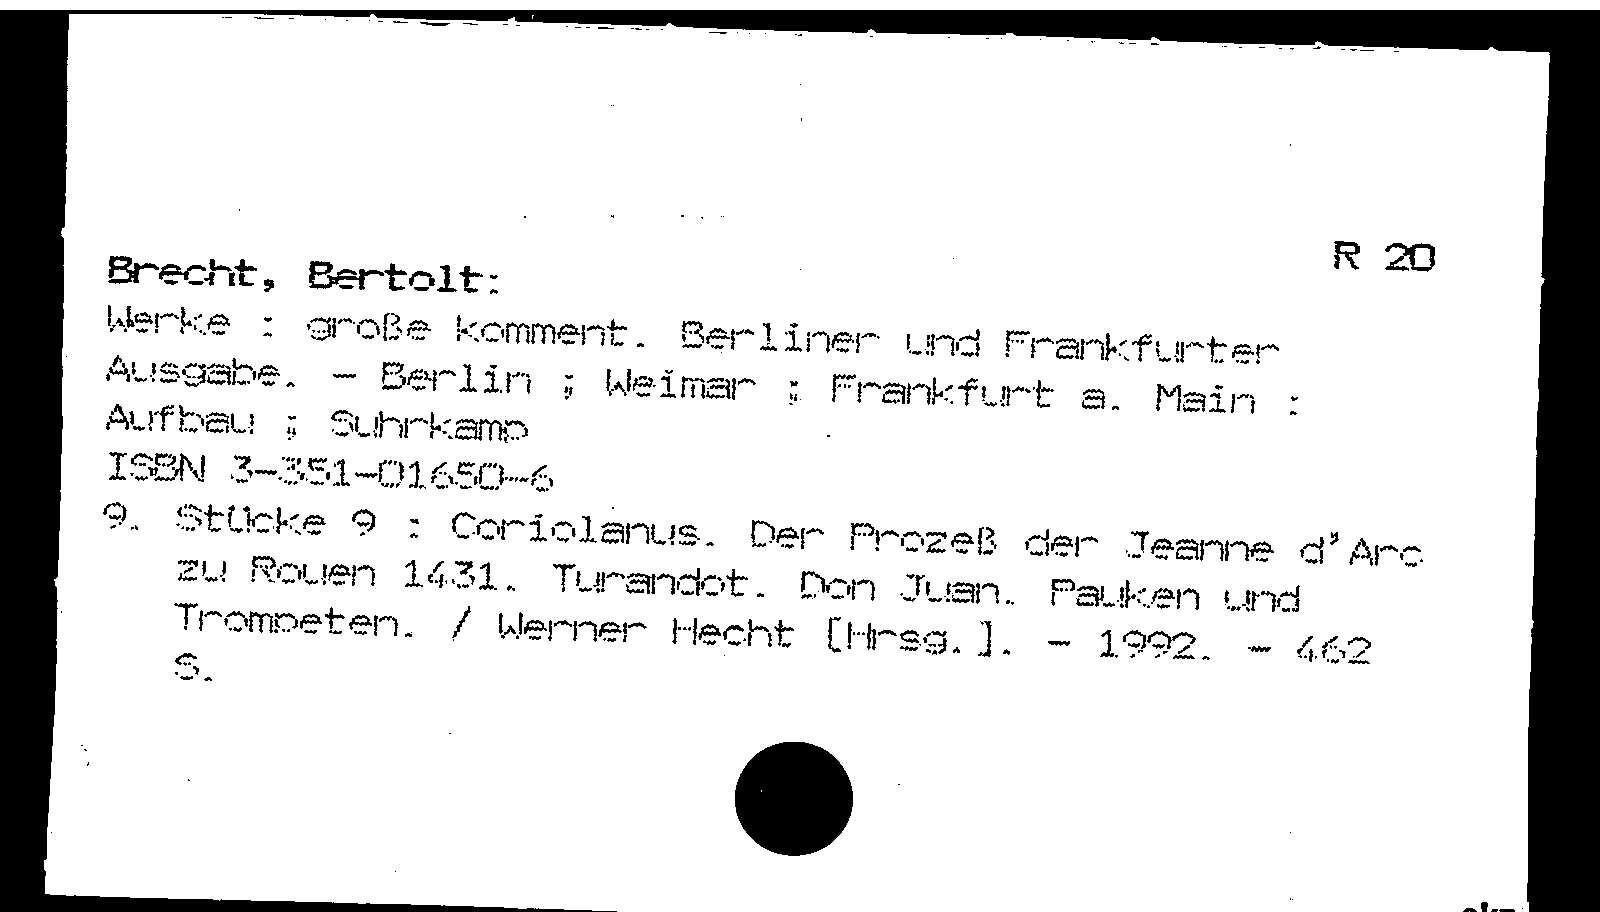 R 20
Brecht, Bertolt:
Werke : große komment. Berliner und Frankfurter
Ausgabe. - Berlin ; Weimar ; Frankfurt a. Main :
Aufbau ; Suhrkamp
ISBN 3-351-01650-6
9. Stücke 9 : Coriolanus. Der Prozeß der Jeanne d'Arc
zu Rouen 1431. Turandot. Don Juan. Pauken und
Trompeten. / Werner Hecht [Hrsg.]. - 1992. - 462
S.